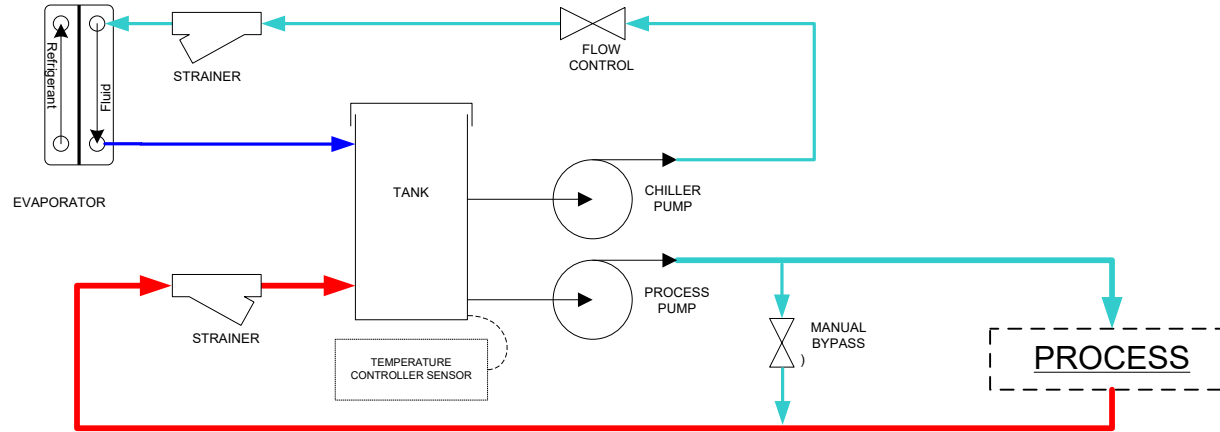 Refrigerant
Fluid
STRAINER
FLOW
CONTROL
EVAPORATOR
TANK
CHILLER
PUMP
PROCESS
PUMP
STRAINER
MANUAL
BYPASS
)
TEMPERATURE
CONTROLLER SENSOR
PROCESS